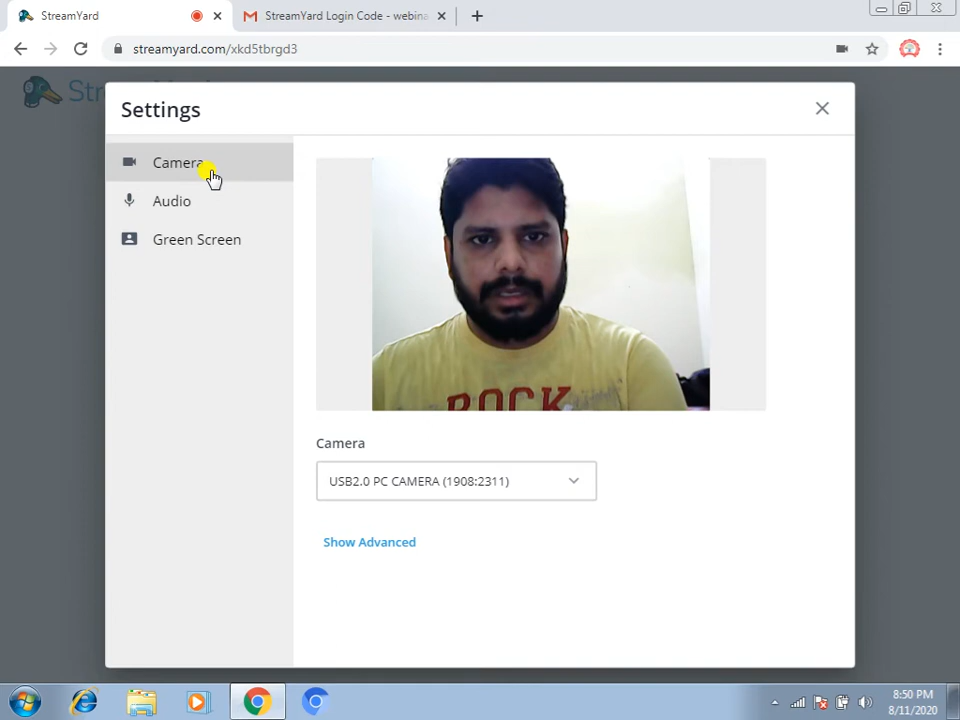 StreamYard
StreamYard Login Code - webina
streamyard.com/xkd5tbrgd3
Settings
Camera
Audio
Green Screen
ROCK
Camera
USB2.0 PC CAMERA (1908:2311)
Show Advanced
8:50 PM
8/11/2020